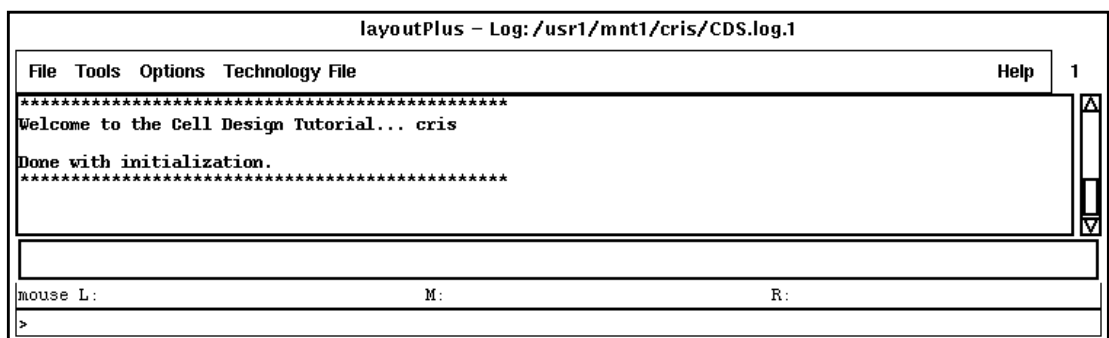 layoutPlus – Log: /usr1/mnt1/cris/CDS.log.1
File Tools Options Technology File Help 1
************************************************
Welcome to the Cell Design Tutorial... cris
Done with initialization.
************************************************
mouse L: M: R:
>